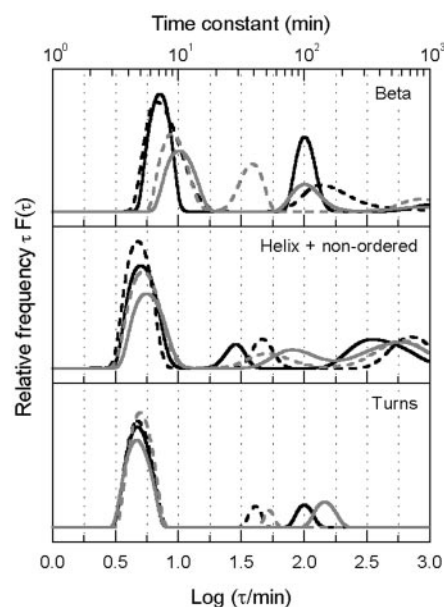 Time constant (min)
10⁰ 10¹ 10² 10³
Beta
Helix + non-ordered
Turns
Relative frequency τ F(τ)
0.0 0.5 1.0 1.5 2.0 2.5 3.0
Log (τ/min)